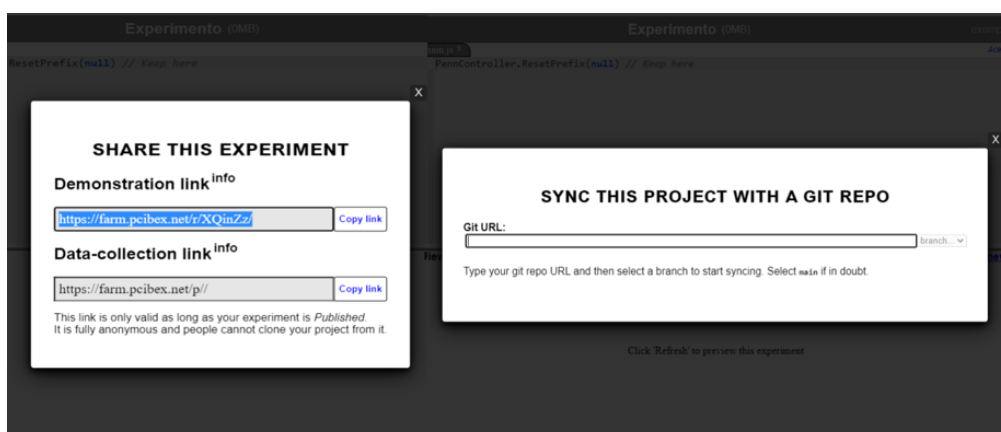 Experimento (0MB)
ResetPrefix(null) // Keep here
X
SHARE THIS EXPERIMENT
Demonstration link info
https://farm.pcibex.net/r/XQinZz/
Copy link
Data-collection link info
https://farm.pcibex.net/p//
Copy link
This link is only valid as long as your experiment is Published.
It is fully anonymous and people cannot clone your project from it.
Experimento (0MB)
main.js
PennController.ResetPrefix(null) // Keep here
X
SYNC THIS PROJECT WITH A GIT REPO
Git URL:
branch...
Type your git repo URL and then select a branch to start syncing. Select main if in doubt.
Click 'Refresh' to preview this experiment